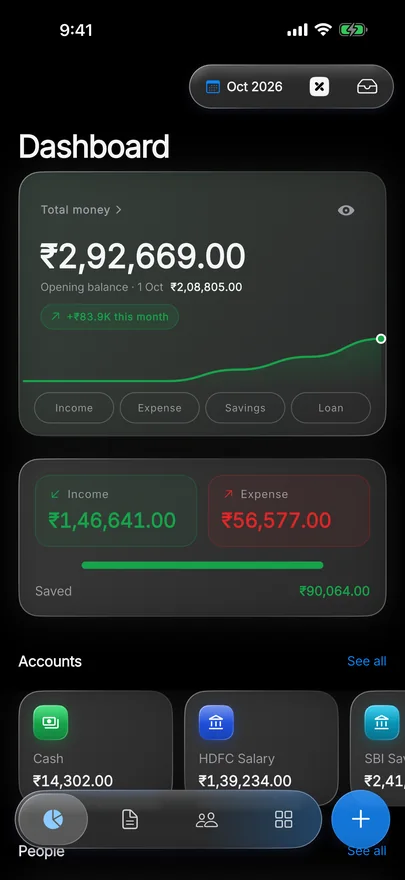 9:41
Oct 2026
Dashboard
Total money >
₹2,92,669.00
Opening balance · 1 Oct ₹2,08,805.00
+₹83.9K this month
Income Expense Savings Loan
Income Expense
₹1,46,641.00 ₹56,577.00
Saved ₹90,064.00
Accounts See all
Cash HDFC Salary SBI Sav
₹14,302.00 ₹1,39,234.00 ₹2,41,
People See all